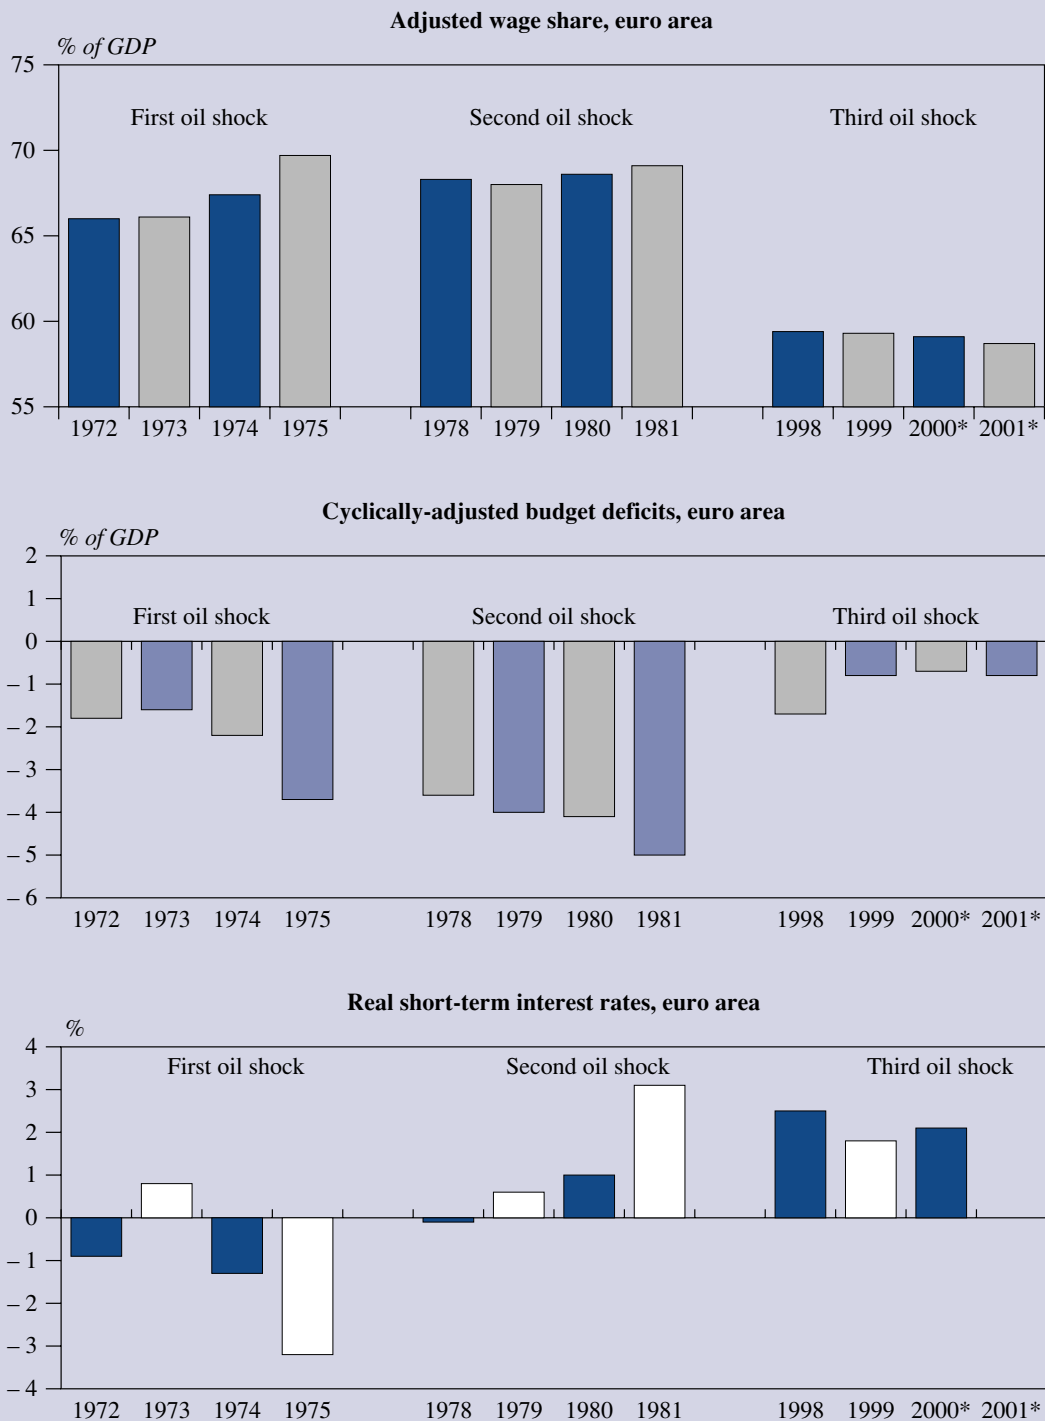 Adjusted wage share, euro area
% of GDP
75
First oil shock Second oil shock Third oil shock
70
65
60
55
1972 1973 1974 1975 1978 1979 1980 1981 1998 1999 2000* 2001*
Cyclically-adjusted budget deficits, euro area
% of GDP
2
1
First oil shock Second oil shock Third oil shock
0
– 1
– 2
– 3
– 4
– 5
– 6
1972 1973 1974 1975 1978 1979 1980 1981 1998 1999 2000* 2001*
Real short-term interest rates, euro area
%
4
First oil shock Second oil shock Third oil shock
3
2
1
0
– 1
– 2
– 3
– 4
1972 1973 1974 1975 1978 1979 1980 1981 1998 1999 2000* 2001*